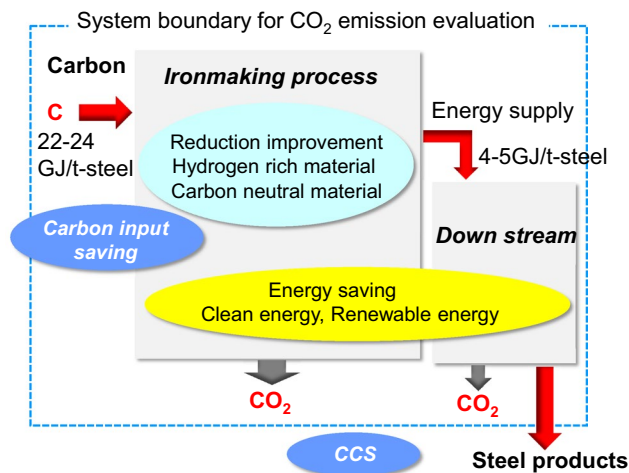 System boundary for CO₂ emission evaluation
Carbon
Ironmaking process
C
22-24
GJ/t-steel
Energy supply
4-5GJ/t-steel
Reduction improvement
Hydrogen rich material
Carbon neutral material
Carbon input
saving
Down stream
Energy saving
Clean energy, Renewable energy
CO₂
CO₂
CCS
Steel products